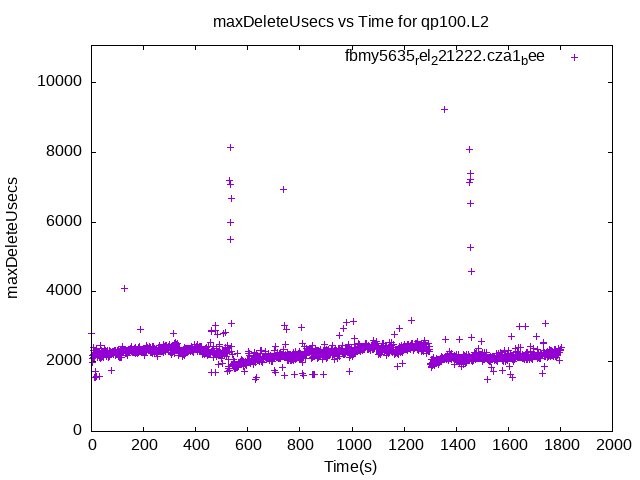 maxDeleteUsecs vs Time for qp100.L2
fbmy5635rel221222.cza1bee
10000
8000
6000
4000
2000
0
maxDeleteUsecs
0 200 400 600 800 1000 1200 1400 1600 1800 2000
Time(s)